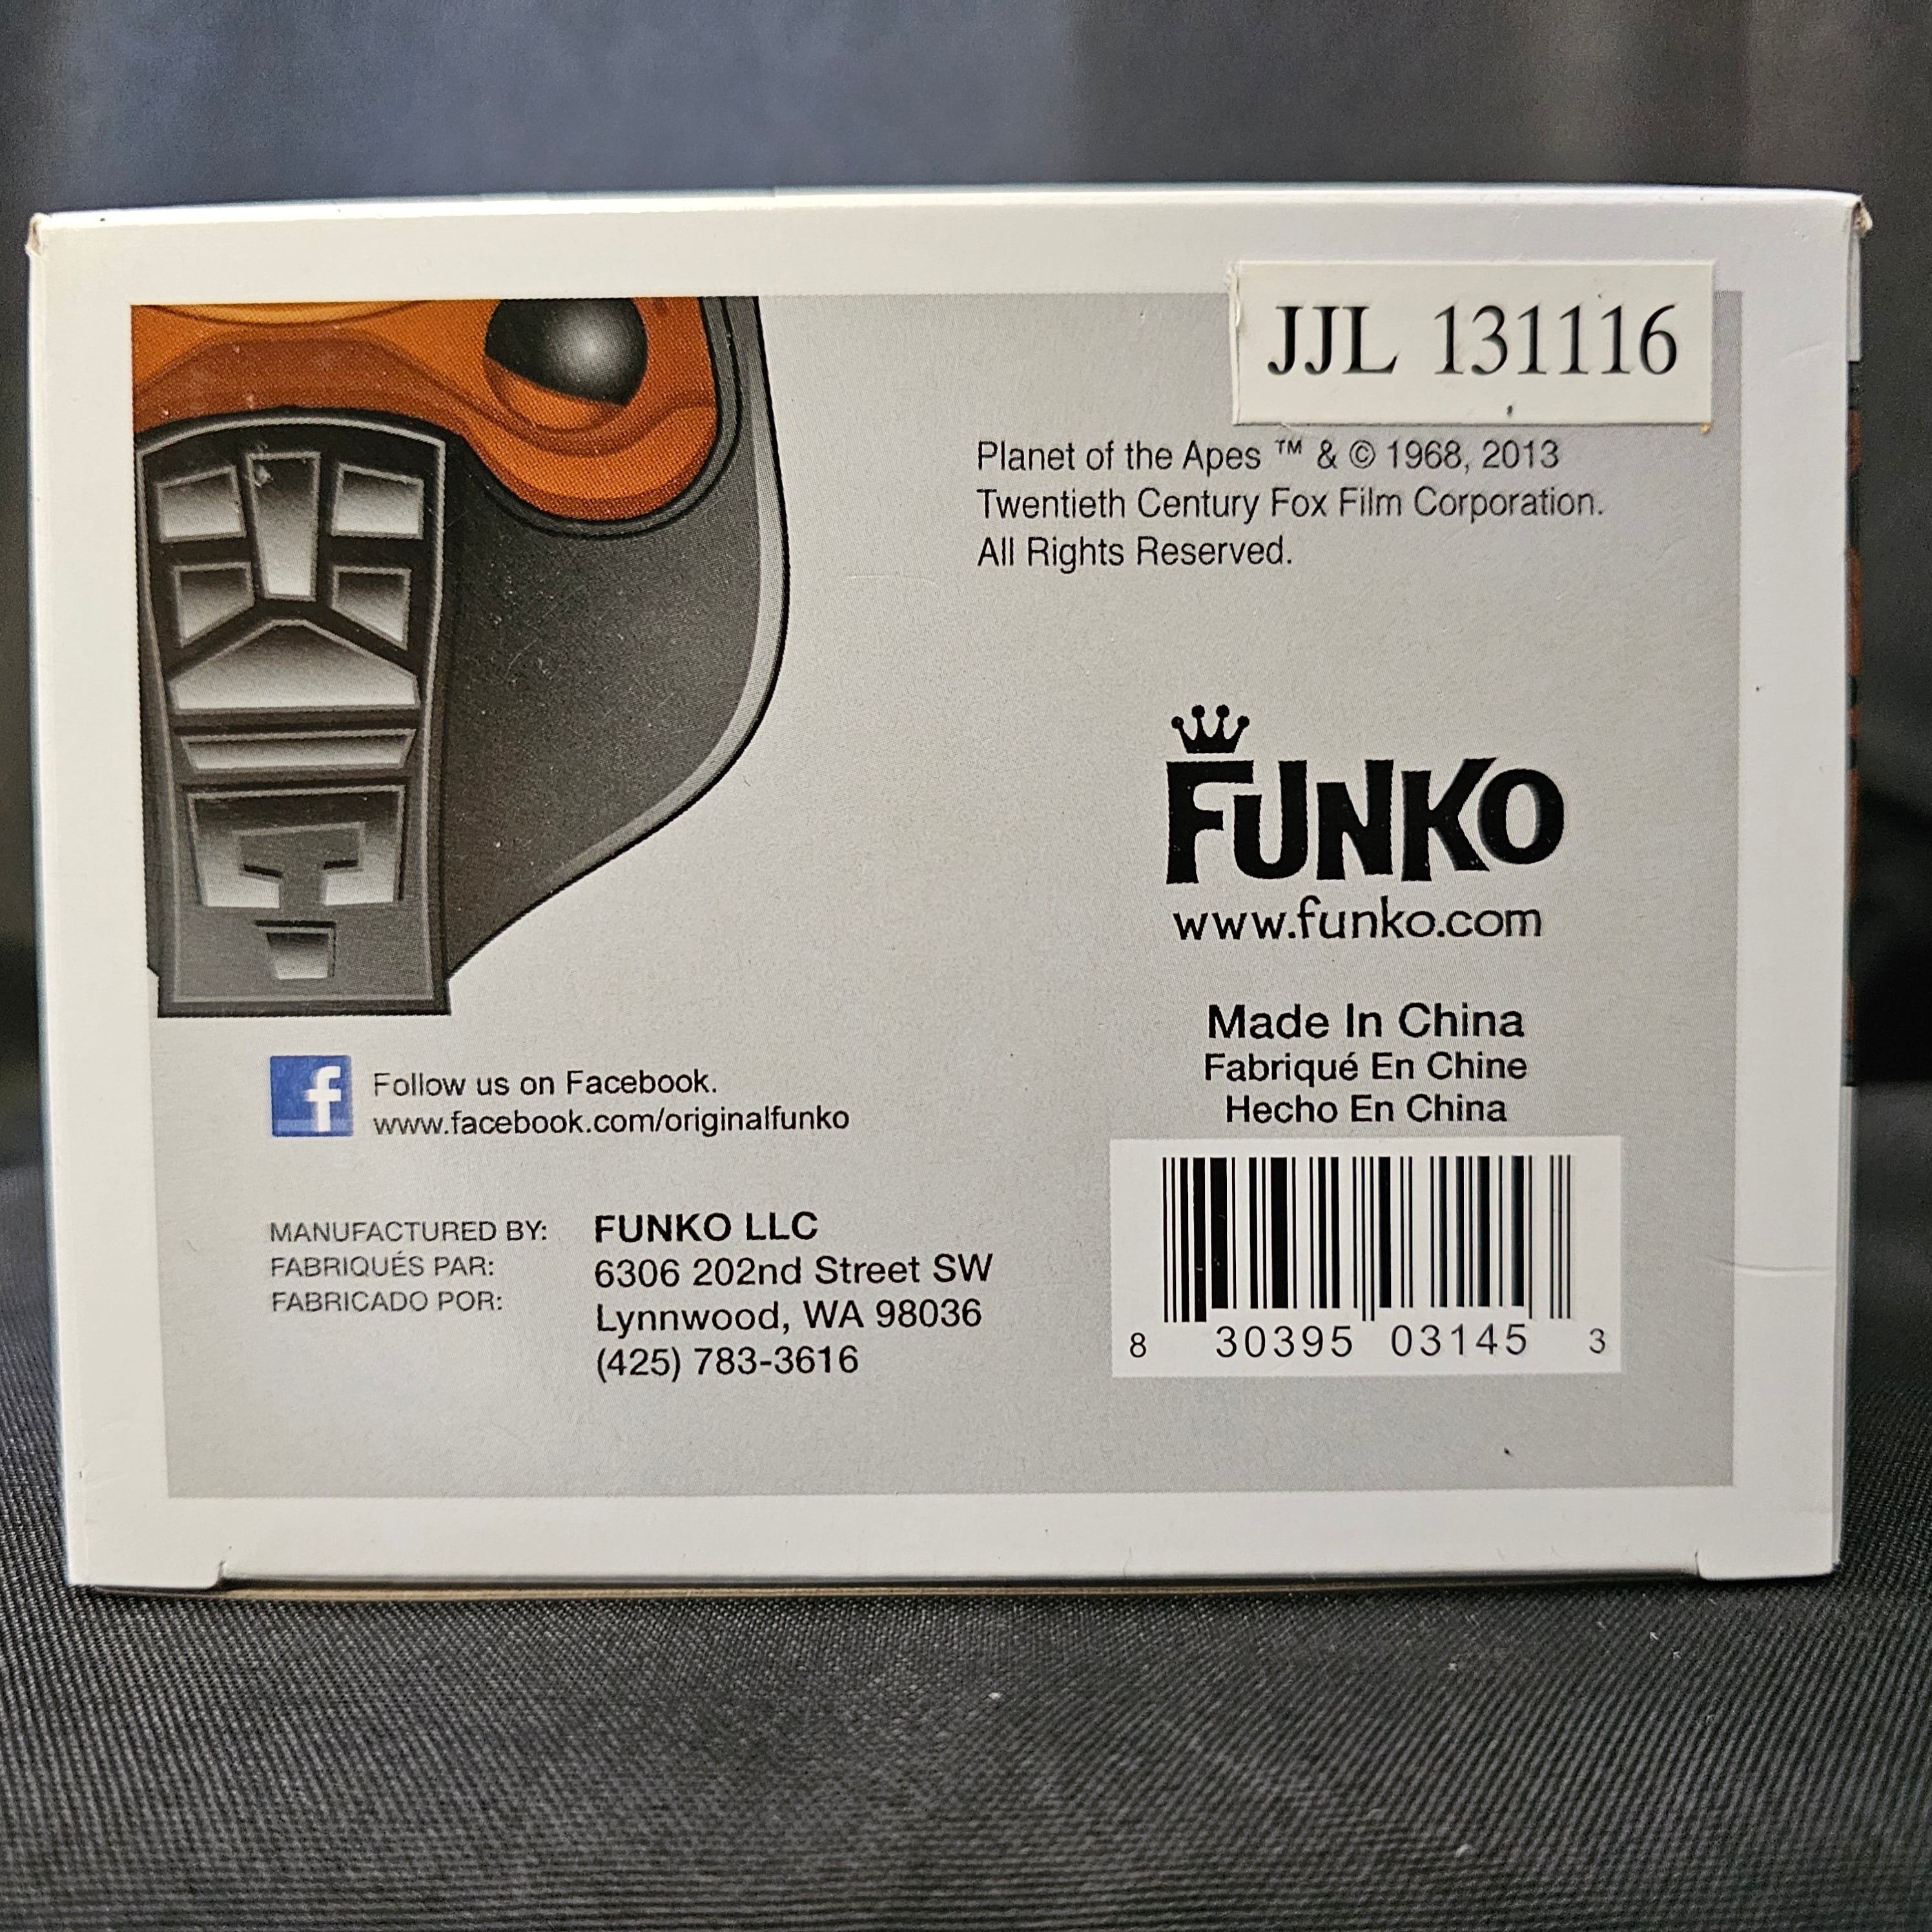 JJL 131116
Planet of the Apes ™ & © 1968, 2013
Twentieth Century Fox Film Corporation.
All Rights Reserved.
FUNKO
www.funko.com
Made In China
Fabriqué En Chine
Hecho En China
f Follow us on Facebook.
www.facebook.com/originalfunko
MANUFACTURED BY:
FABRIQUÉS PAR:
FABRICADO POR:
FUNKO LLC
6306 202nd Street SW
Lynnwood, WA 98036
(425) 783-3616
8 30395 03145 3